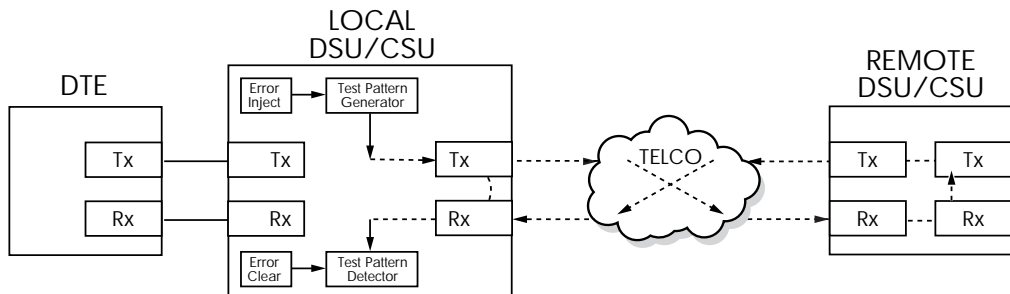 LOCAL
DSU/CSU
REMOTE
DSU/CSU
DTE
Error
Inject
Test Pattern
Generator
Tx
Tx
Tx
TELCO
Tx
Tx
Rx
Rx
Rx
Rx
Rx
Error
Clear
Test Pattern
Detector